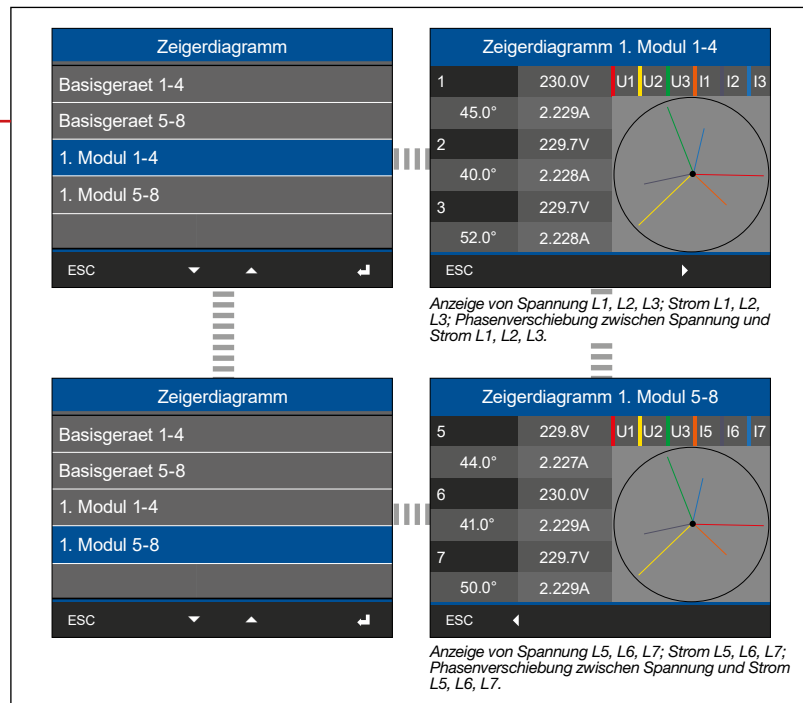 Zeigerdiagramm
Basisgeraet 1-4
Basisgeraet 5-8
1. Modul 1-4
1. Modul 5-8
ESC
Zeigerdiagramm 1. Modul 1-4
1 230.0V U1 U2 U3 I1 I2 I3
45.0° 2.229A
2 229.7V
40.0° 2.228A
3 229.7V
52.0° 2.228A
ESC
Anzeige von Spannung L1, L2, L3; Strom L1, L2,
L3; Phasenverschiebung zwischen Spannung und
Strom L1, L2, L3.
Zeigerdiagramm
Basisgeraet 1-4
Basisgeraet 5-8
1. Modul 1-4
1. Modul 5-8
ESC
Zeigerdiagramm 1. Modul 5-8
5 229.8V U1 U2 U3 I5 I6 I7
44.0° 2.227A
6 230.0V
41.0° 2.229A
7 229.7V
50.0° 2.229A
ESC
Anzeige von Spannung L5, L6, L7; Strom L5, L6, L7;
Phasenverschiebung zwischen Spannung und Strom
L5, L6, L7.